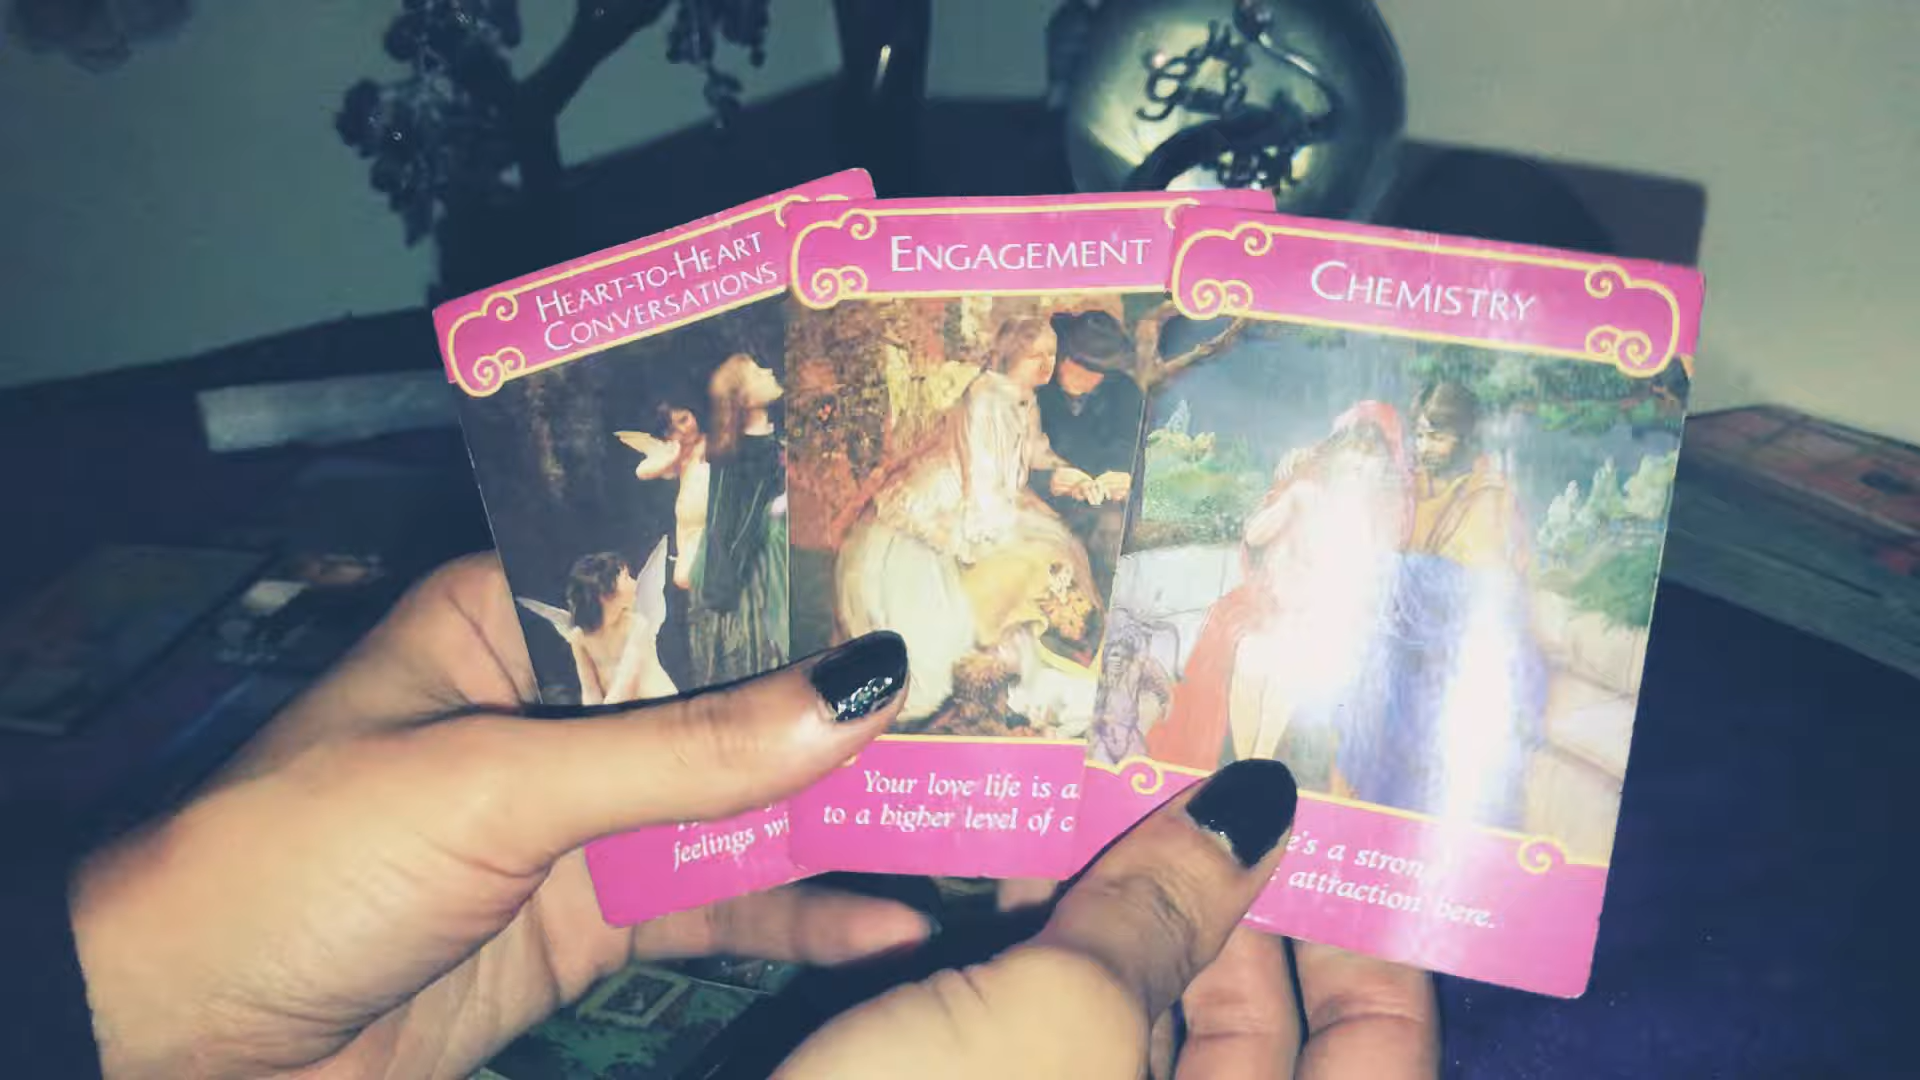 HEART-TO-HEART
CONVERSATIONS
feelings wi
ENGAGEMENT
Your love life is a
to a higher level of c
CHEMISTRY
e's a stron
attraction here.